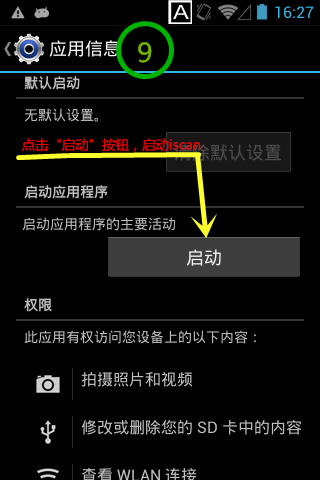 A 16:27
应用信息 9
默认启动
无默认设置。
点击“启动”按钮，启动iscan
清除默认设置
启动应用程序
启动应用程序的主要活动
启动
权限
此应用有权访问您设备上的以下内容：
拍摄照片和视频
修改或删除您的 SD 卡中的内容
查看 WLAN 连接